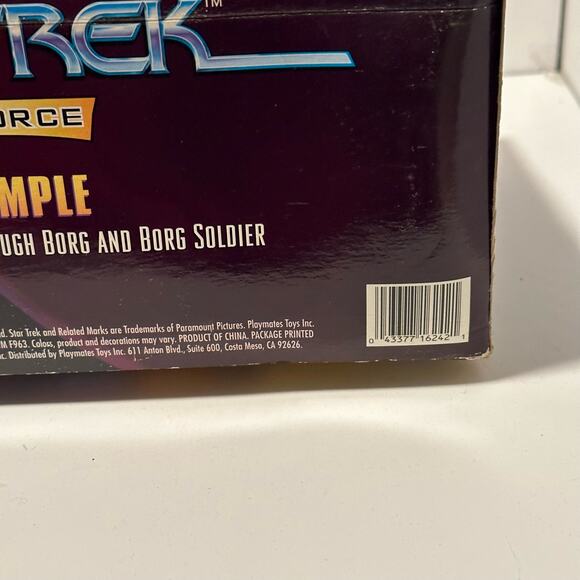 TREK™
ORCE
MPLE
UGH BORG AND BORG SOLDIER
d. Star Trek and Related Marks are Trademarks of Paramount Pictures. Playmates Toys Inc.
M F963. Colors, product and decorations may vary. PRODUCT OF CHINA. PACKAGE PRINTED
nc. Distributed by Playmates Toys Inc. 611 Anton Blvd., Suite 600, Costa Mesa, CA 92626.
0 43377 16242 1